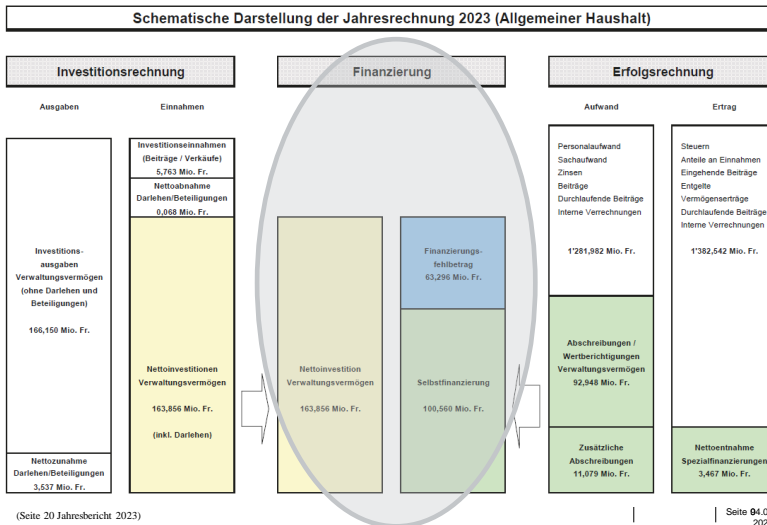 Schematische Darstellung der Jahresrechnung 2023 (Allgemeiner Haushalt)
Investitionsrechnung
Ausgaben
Einnahmen
Investitions-
ausgaben
Verwaltungsvermögen
(ohne Darlehen und
Beteiligungen)
166,150 Mio. Fr.
Nettozunahme
Darlehen/Beteiligungen
3,537 Mio. Fr.
Investitionseinnahmen
(Beiträge / Verkäufe)
5,763 Mio. Fr.
Nettoabnahme
Darlehen/Beteiligungen
0,068 Mio. Fr.
Nettoinvestitionen
Verwaltungsvermögen
163,856 Mio. Fr.
(inkl. Darlehen)
Finanzierung
Nettoinvestition
Verwaltungsvermögen
163,856 Mio. Fr.
Finanzierungs-
fehlbetrag
63,296 Mio. Fr.
Selbstfinanzierung
100,560 Mio. Fr.
Erfolgsrechnung
Aufwand
Ertrag
Personalaufwand
Sachaufwand
Zinsen
Beiträge
Durchlaufende Beiträge
Interne Verrechnungen
1'281,982 Mio. Fr.
Abschreibungen /
Wertberichtigungen
Verwaltungsvermögen
92,948 Mio. Fr.
Zusätzliche
Abschreibungen
11,079 Mio. Fr.
Steuern
Anteile an Einnahmen
Eingehende Beiträge
Entgelte
Vermögenserträge
Durchlaufende Beiträge
Interne Verrechnungen
1'382,542 Mio. Fr.
Nettoentnahme
Spezialfinanzierungen
3,467 Mio. Fr.
(Seite 20 Jahresbericht 2023)
Seite